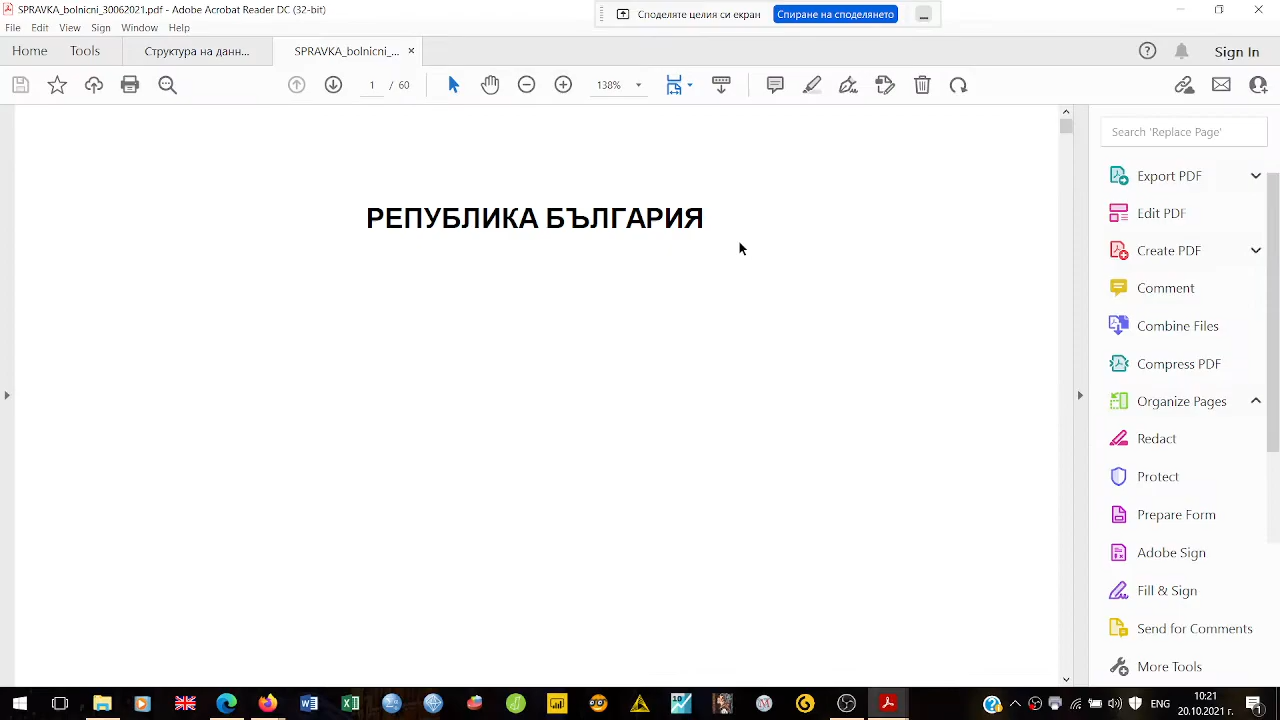 SPRAVKA_bolnicni_30062021.pdf - Adobe Acrobat Reader DC (32-bit)
Споделяте целия си екран
Спиране на споделянето
File Edit View Sign Window Help
Home Tools Структура на данн... SPRAVKA_bolnicni_... × Sign In
1 / 60 138%
Search 'Replace Page'
РЕПУБЛИКА БЪЛГАРИЯ
Export PDF
Edit PDF
Create PDF
Comment
Combine Files
Compress PDF
Organize Pages
Redact
Protect
Prepare Form
Adobe Sign
Fill & Sign
Send for Comments
More Tools
10
ENG
10:21
20.10.2021 г.